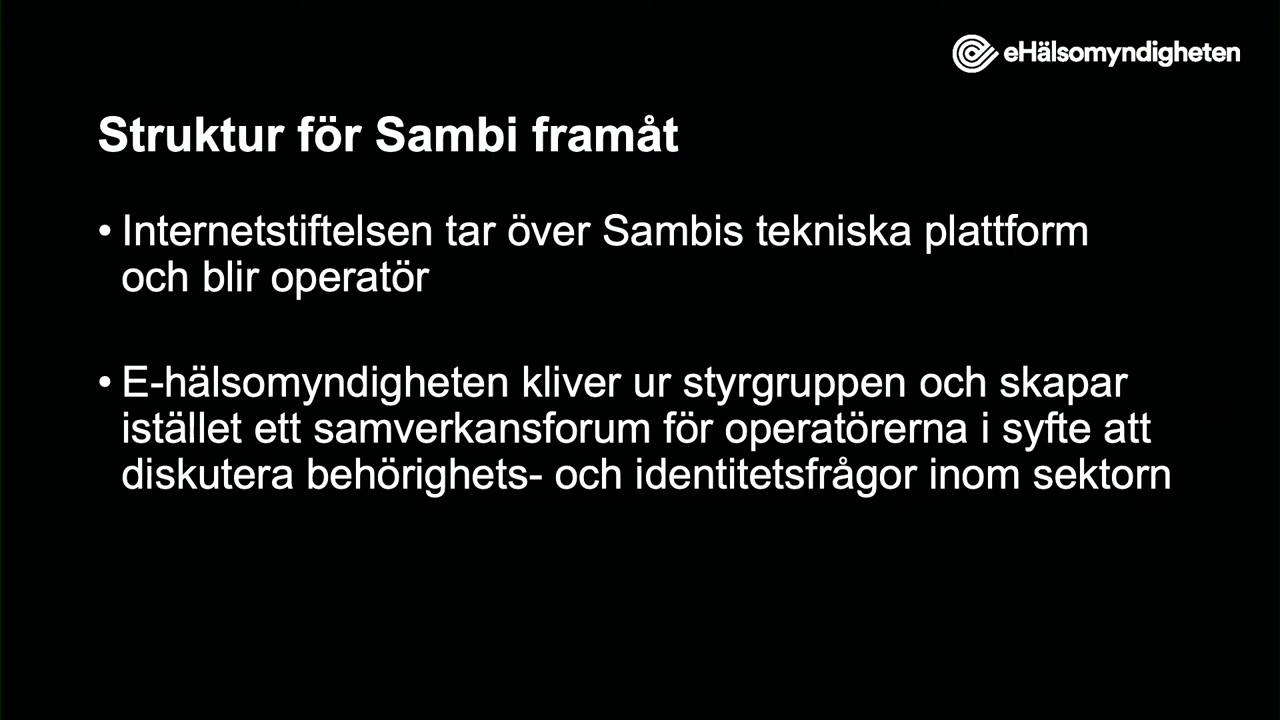 eHälsomyndigheten
Struktur för Sambi framåt
• Internetstiftelsen tar över Sambis tekniska plattform
och blir operatör
• E-hälsomyndigheten kliver ur styrgruppen och skapar
istället ett samverkansforum för operatörerna i syfte att
diskutera behörighets- och identitetsfrågor inom sektorn